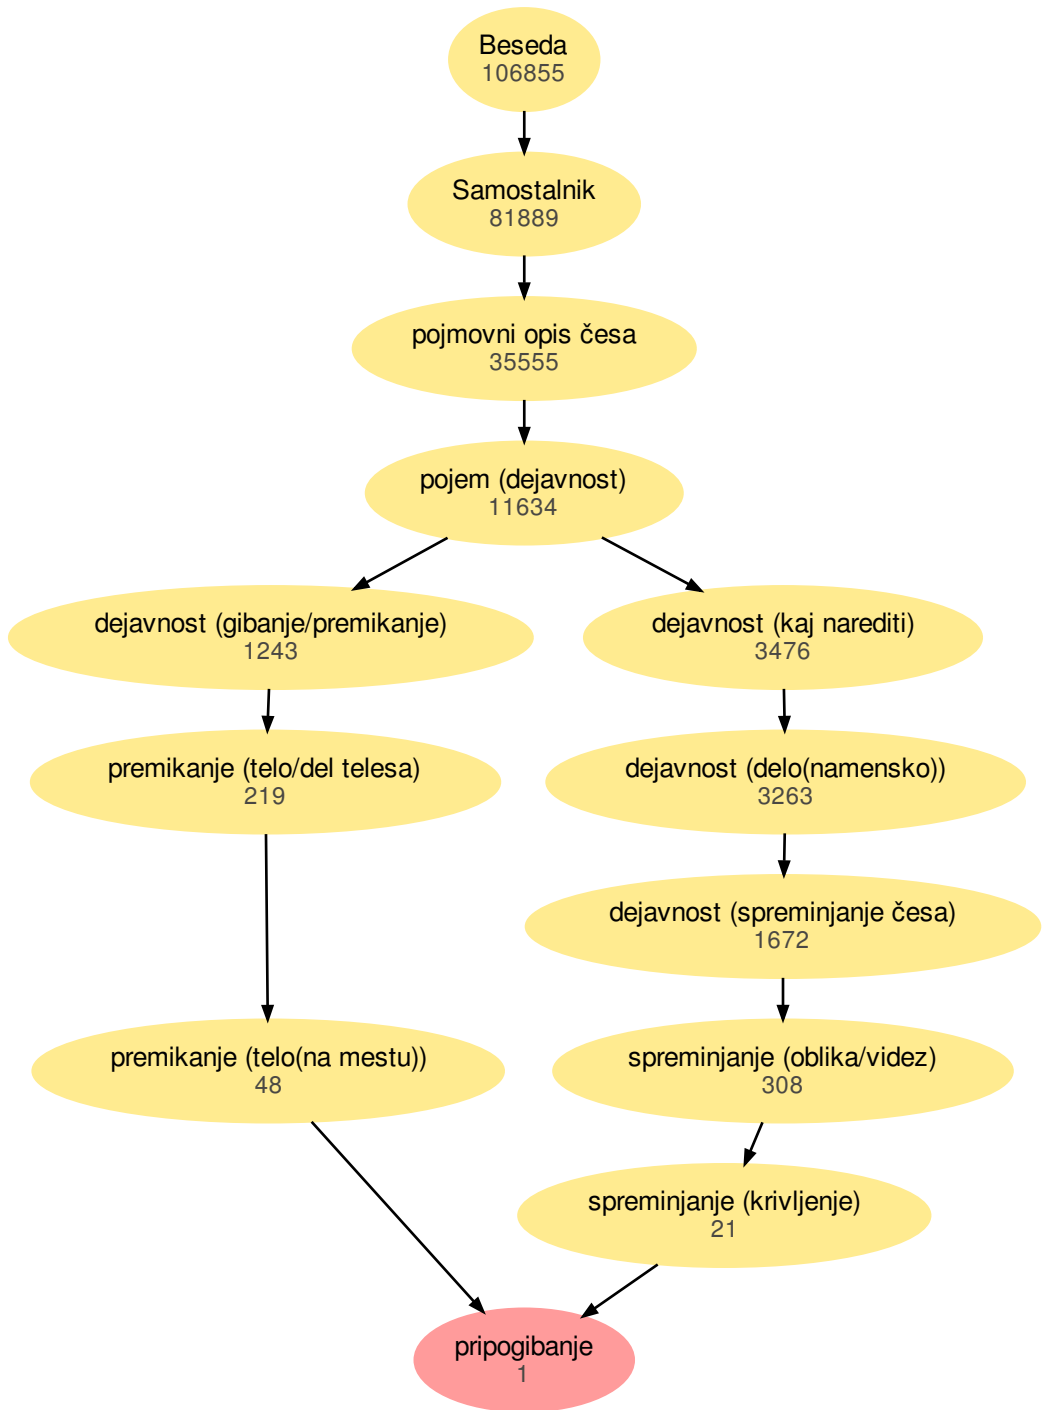 Beseda
106855
Samostalnik
81889
pojmovni opis česa
35555
pojem (dejavnost)
11634
dejavnost (gibanje/premikanje)
1243
dejavnost (kaj narediti)
3476
premikanje (telo/del telesa)
219
dejavnost (delo(namensko))
3263
dejavnost (spreminjanje česa)
1672
premikanje (telo(na mestu))
48
spreminjanje (oblika/videz)
308
spreminjanje (krivljenje)
21
pripogibanje
1